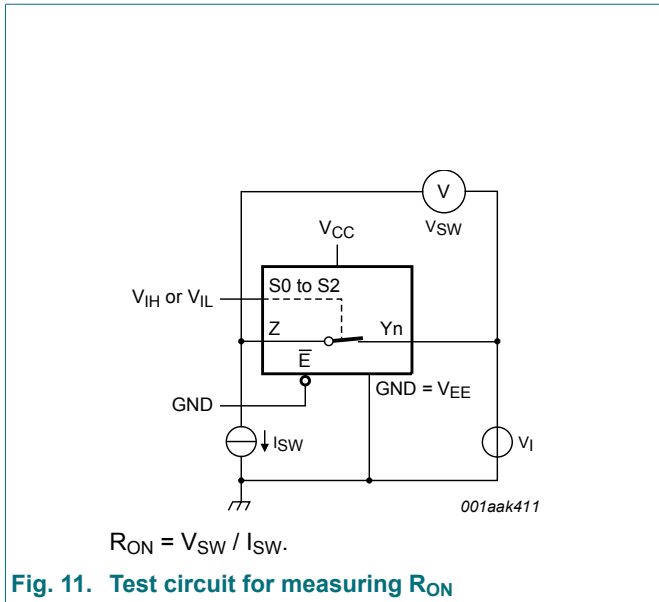 V
VSW
VCC
S0 to S2
VIH or VIL
Z
Yn
E̅
GND = VEE
GND
ISW
VI
001aak411
RON = VSW / ISW.
Fig. 11. Test circuit for measuring RON